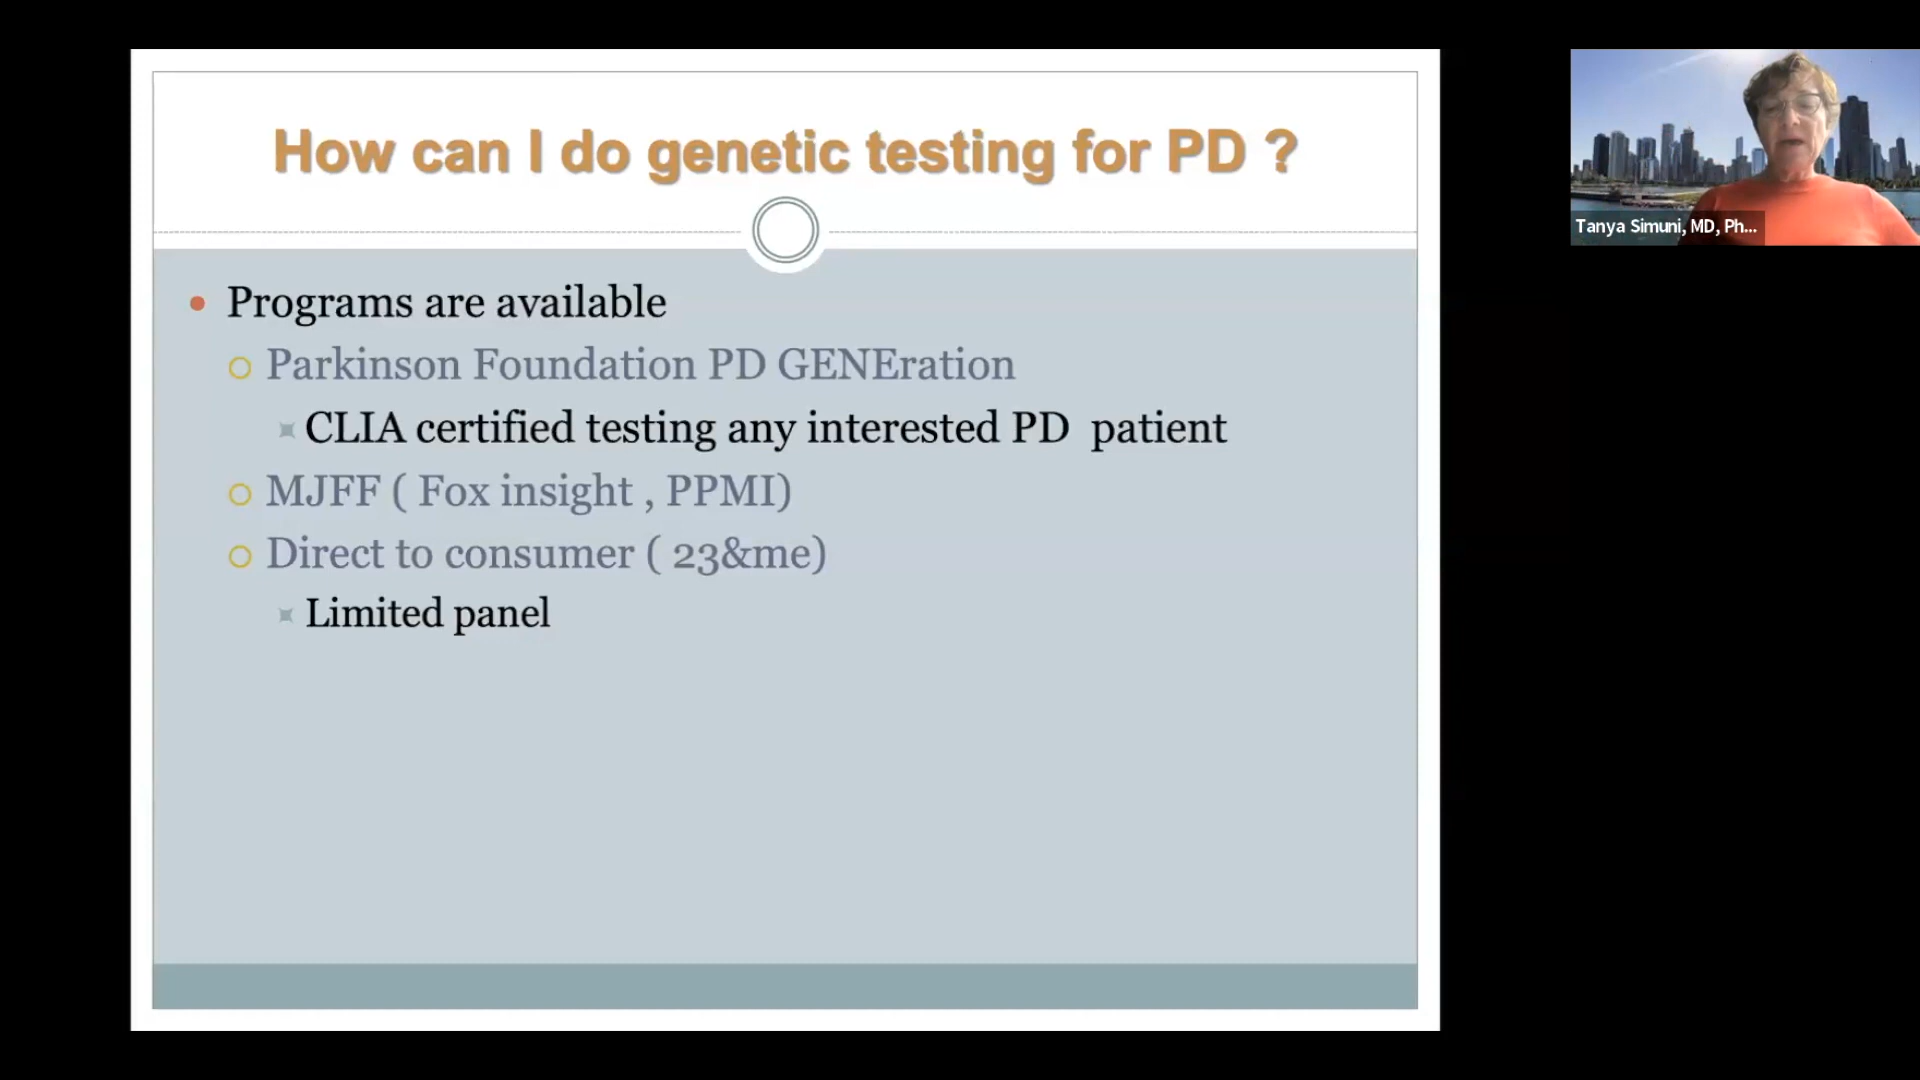 How can I do genetic testing for PD ?
Programs are available
Parkinson Foundation PD GENEration
CLIA certified testing any interested PD patient
MJFF ( Fox insight , PPMI)
Direct to consumer ( 23&me)
Limited panel
Tanya Simuni, MD, Ph...